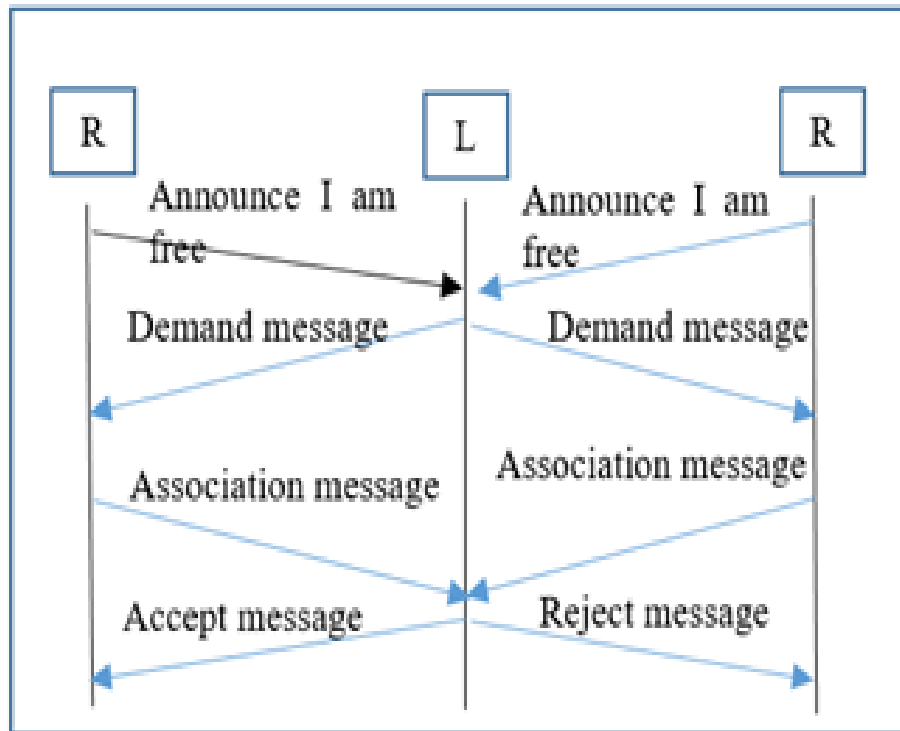 R
L
R
Announce I am
free
Announce I am
free
Demand message
Demand message
Association message
Association message
Accept message
Reject message